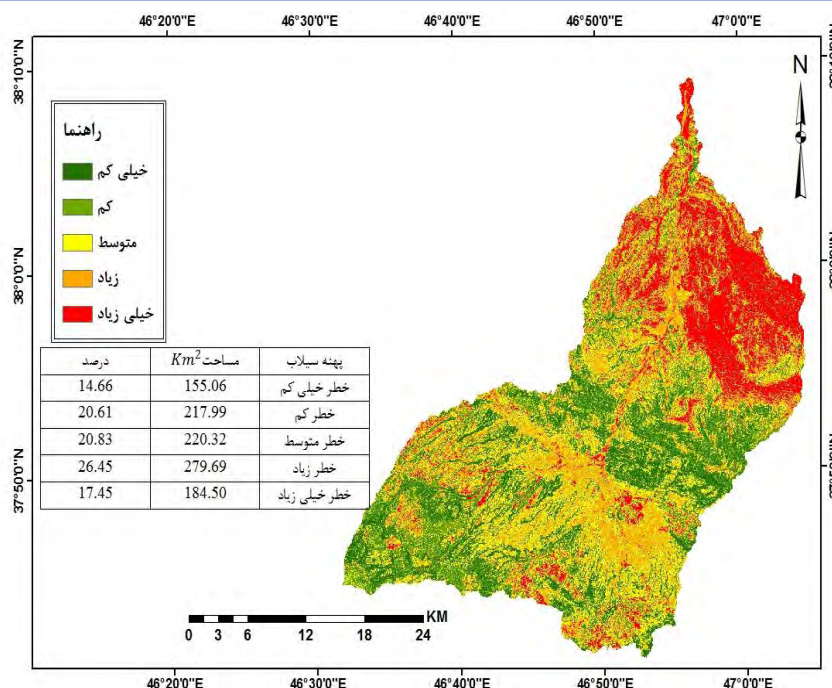 46°20'0"E 46°30'0"E 46°40'0"E 46°50'0"E 47°0'0"E
38°10'0"N
N
راهنما
خیلی کم
کم
متوسط
زیاد
خیلی زیاد
38°0'0"N
پهنه سیلاب مساحت Km² درصد
خطر خیلی کم 155.06 14.66
خطر کم 217.99 20.61
خطر متوسط 220.32 20.83
خطر زیاد 279.69 26.45
خطر خیلی زیاد 184.50 17.45
37°50'0"N
KM
0 3 6 12 18 24
46°20'0"E 46°30'0"E 46°40'0"E 46°50'0"E 47°0'0"E